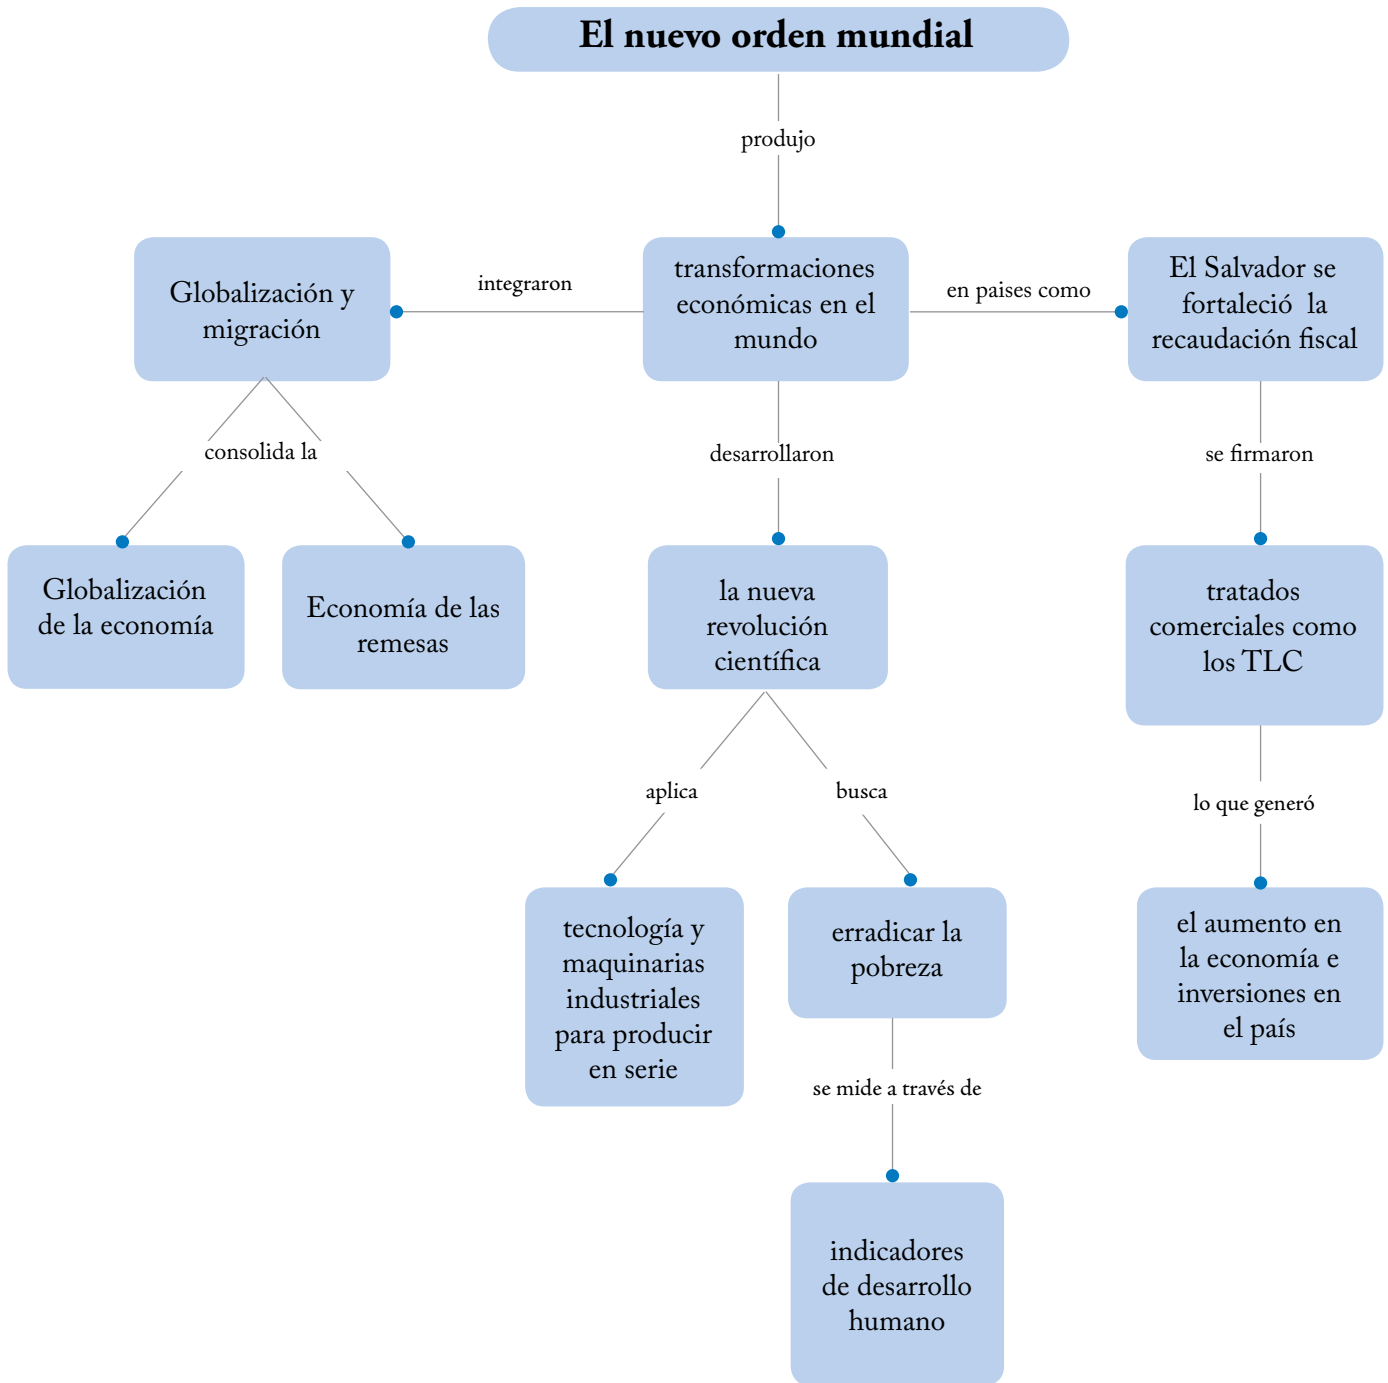 El nuevo orden mundial
produjo
Globalización y
migración
integraron
transformaciones
económicas en el
mundo
en paises como
El Salvador se
fortaleció la
recaudación fiscal
consolida la
desarrollaron
se firmaron
Globalización
de la economía
Economía de las
remesas
la nueva
revolución
científica
tratados
comerciales como
los TLC
aplica
busca
lo que generó
tecnología y
maquinarias
industriales
para producir
en serie
erradicar la
pobreza
el aumento en
la economía e
inversiones en
el país
se mide a través de
indicadores
de desarrollo
humano